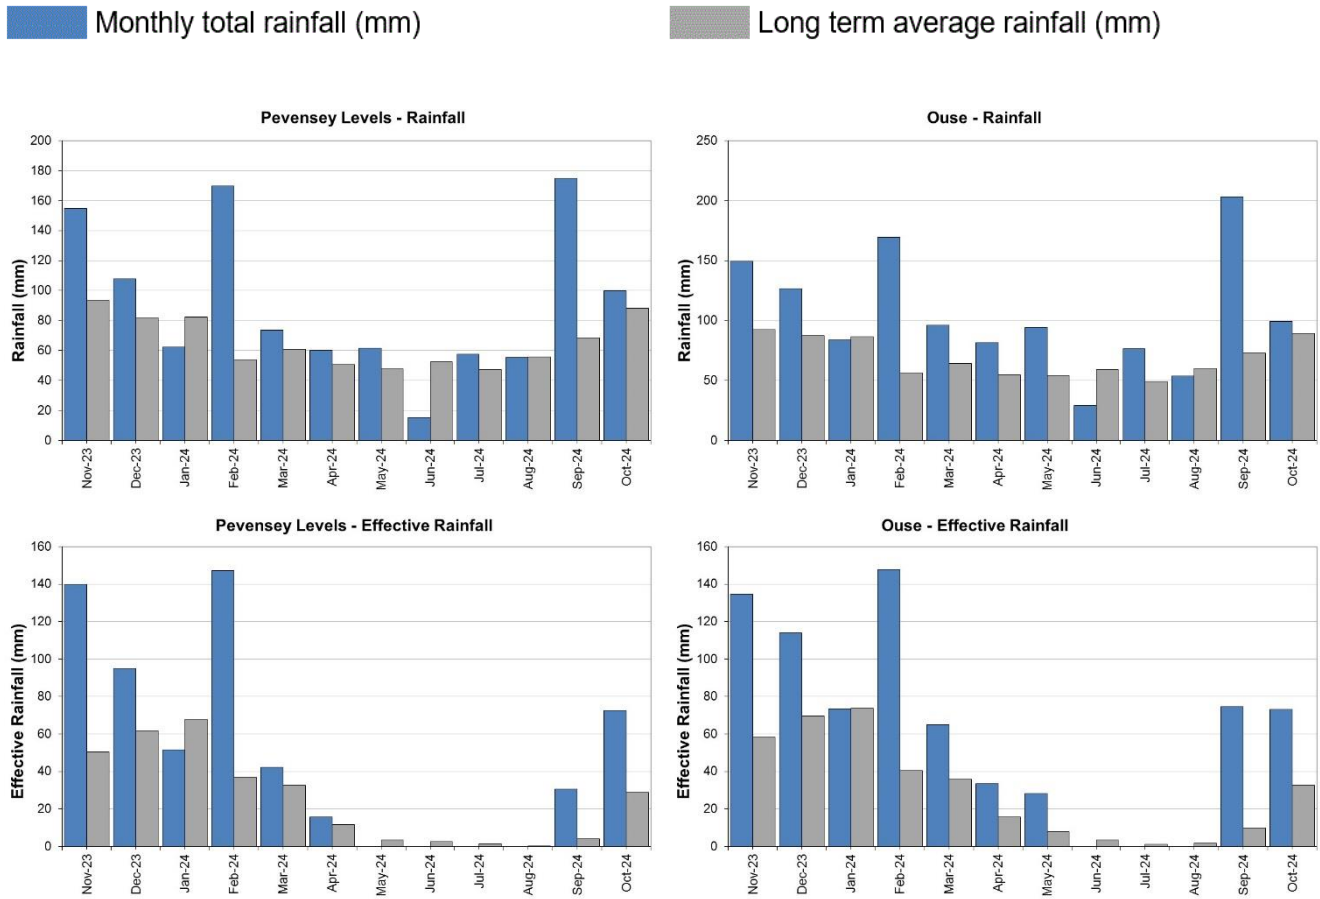 Monthly total rainfall (mm)
Long term average rainfall (mm)
Pevensey Levels - Rainfall
Rainfall (mm)
200
180
160
140
120
100
80
60
40
20
0
Nov-23
Dec-23
Jan-24
Feb-24
Mar-24
Apr-24
May-24
Jun-24
Jul-24
Aug-24
Sep-24
Oct-24
Ouse - Rainfall
Rainfall (mm)
250
200
150
100
50
0
Nov-23
Dec-23
Jan-24
Feb-24
Mar-24
Apr-24
May-24
Jun-24
Jul-24
Aug-24
Sep-24
Oct-24
Pevensey Levels - Effective Rainfall
Effective Rainfall (mm)
160
140
120
100
80
60
40
20
0
Nov-23
Dec-23
Jan-24
Feb-24
Mar-24
Apr-24
May-24
Jun-24
Jul-24
Aug-24
Sep-24
Oct-24
Ouse - Effective Rainfall
Effective Rainfall (mm)
160
140
120
100
80
60
40
20
0
Nov-23
Dec-23
Jan-24
Feb-24
Mar-24
Apr-24
May-24
Jun-24
Jul-24
Aug-24
Sep-24
Oct-24